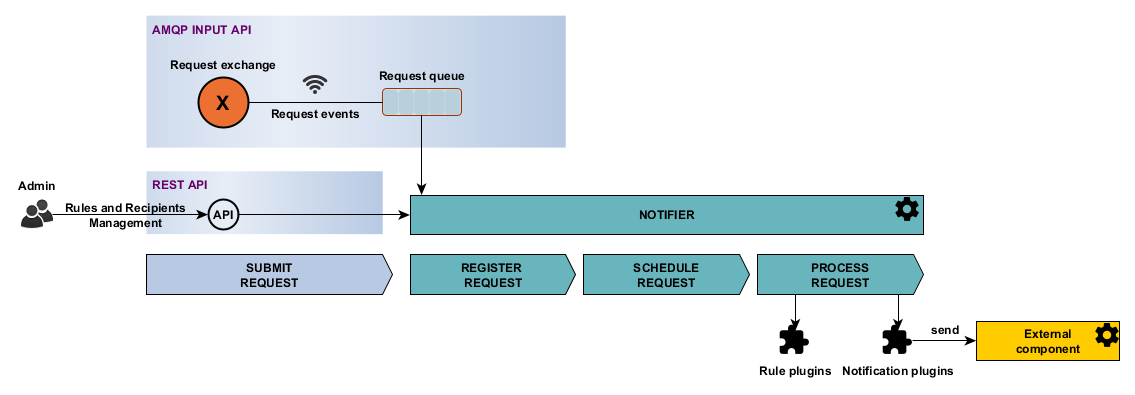 AMQP INPUT API
Request exchange
Request queue
X
Request events
REST API
Admin
Rules and Recipients
Management
API
NOTIFIER
SUBMIT
REQUEST
REGISTER
REQUEST
SCHEDULE
REQUEST
PROCESS
REQUEST
send
External
component
Rule plugins
Notification plugins